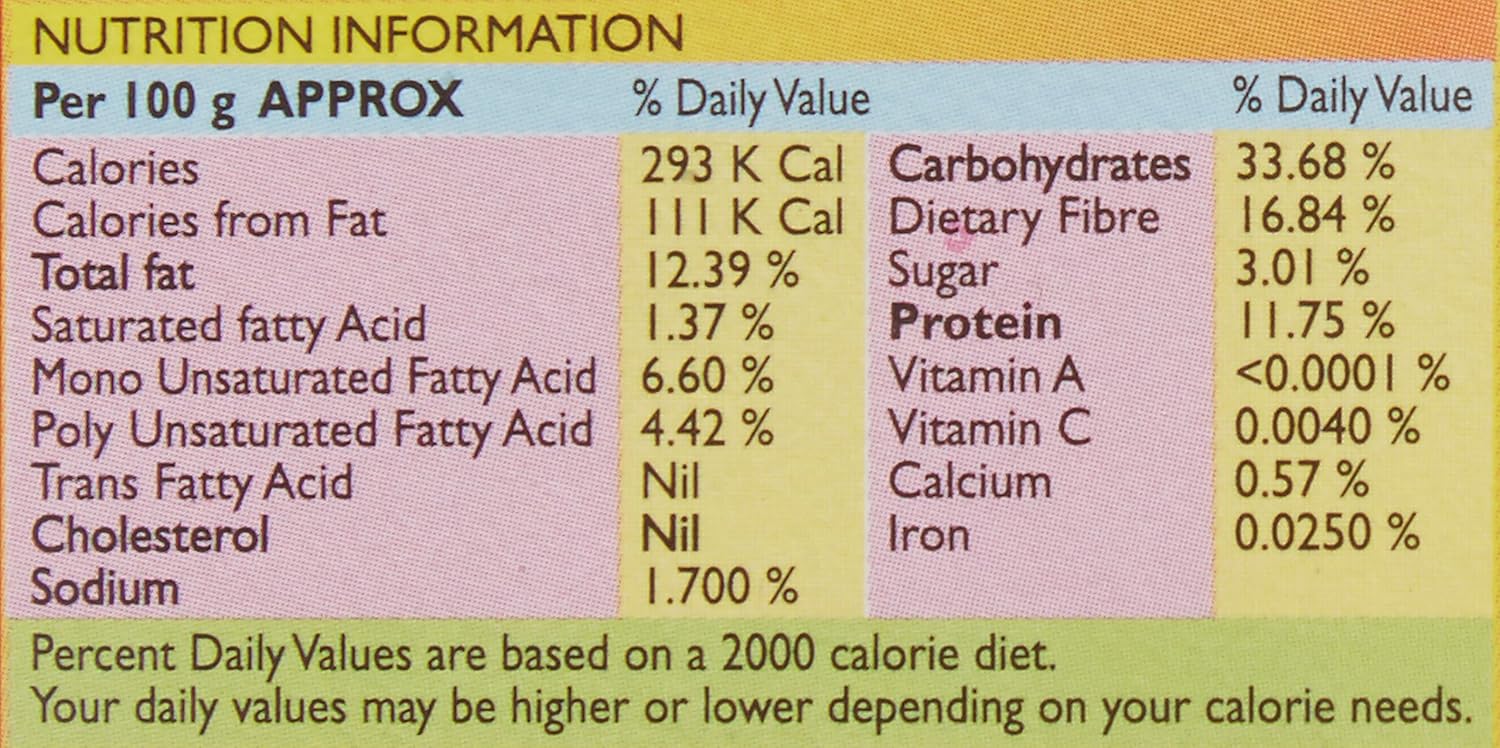 NUTRITION INFORMATION
Per 100 g APPROX % Daily Value % Daily Value
Calories 293 K Cal Carbohydrates 33.68 %
Calories from Fat 111 K Cal Dietary Fibre 16.84 %
Total fat 12.39 % Sugar 3.01 %
Saturated fatty Acid 1.37 % Protein 11.75 %
Mono Unsaturated Fatty Acid 6.60 % Vitamin A <0.0001 %
Poly Unsaturated Fatty Acid 4.42 % Vitamin C 0.0040 %
Trans Fatty Acid Nil Calcium 0.57 %
Cholesterol Nil Iron 0.0250 %
Sodium 1.700 %
Percent Daily Values are based on a 2000 calorie diet.
Your daily values may be higher or lower depending on your calorie needs.